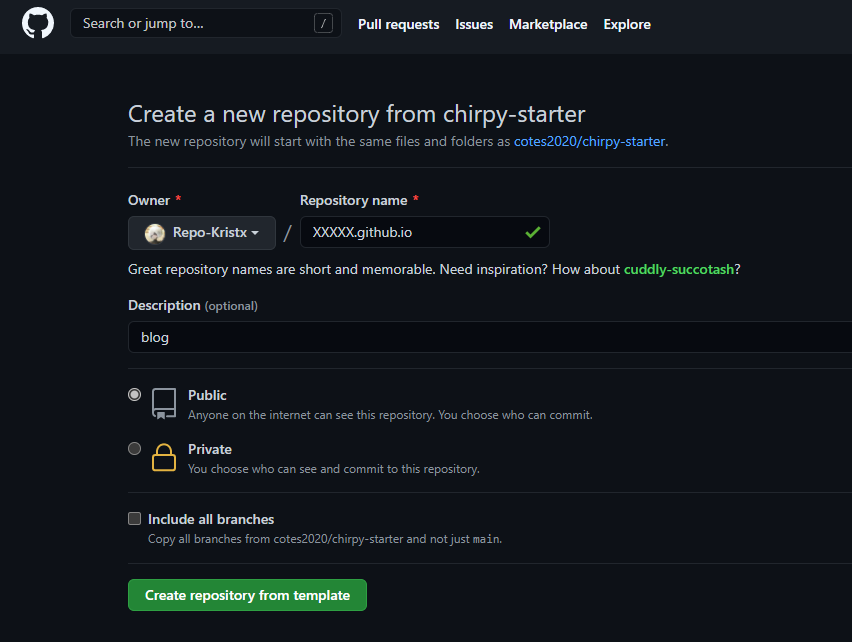 Search or jump to... /
Pull requests Issues Marketplace Explore
Create a new repository from chirpy-starter
The new repository will start with the same files and folders as cotes2020/chirpy-starter.
Owner * Repository name *
Repo-Kristx / XXXXX.github.io
Great repository names are short and memorable. Need inspiration? How about cuddly-succotash?
Description (optional)
blog
Public
Anyone on the internet can see this repository. You choose who can commit.
Private
You choose who can see and commit to this repository.
Include all branches
Copy all branches from cotes2020/chirpy-starter and not just main.
Create repository from template